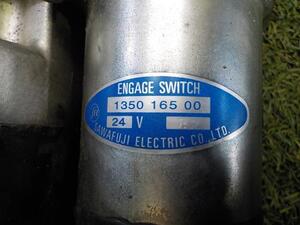 ENGAGE SWITCH
1350 165 00
24 V
SAWAFUJI ELECTRIC CO., LTD.